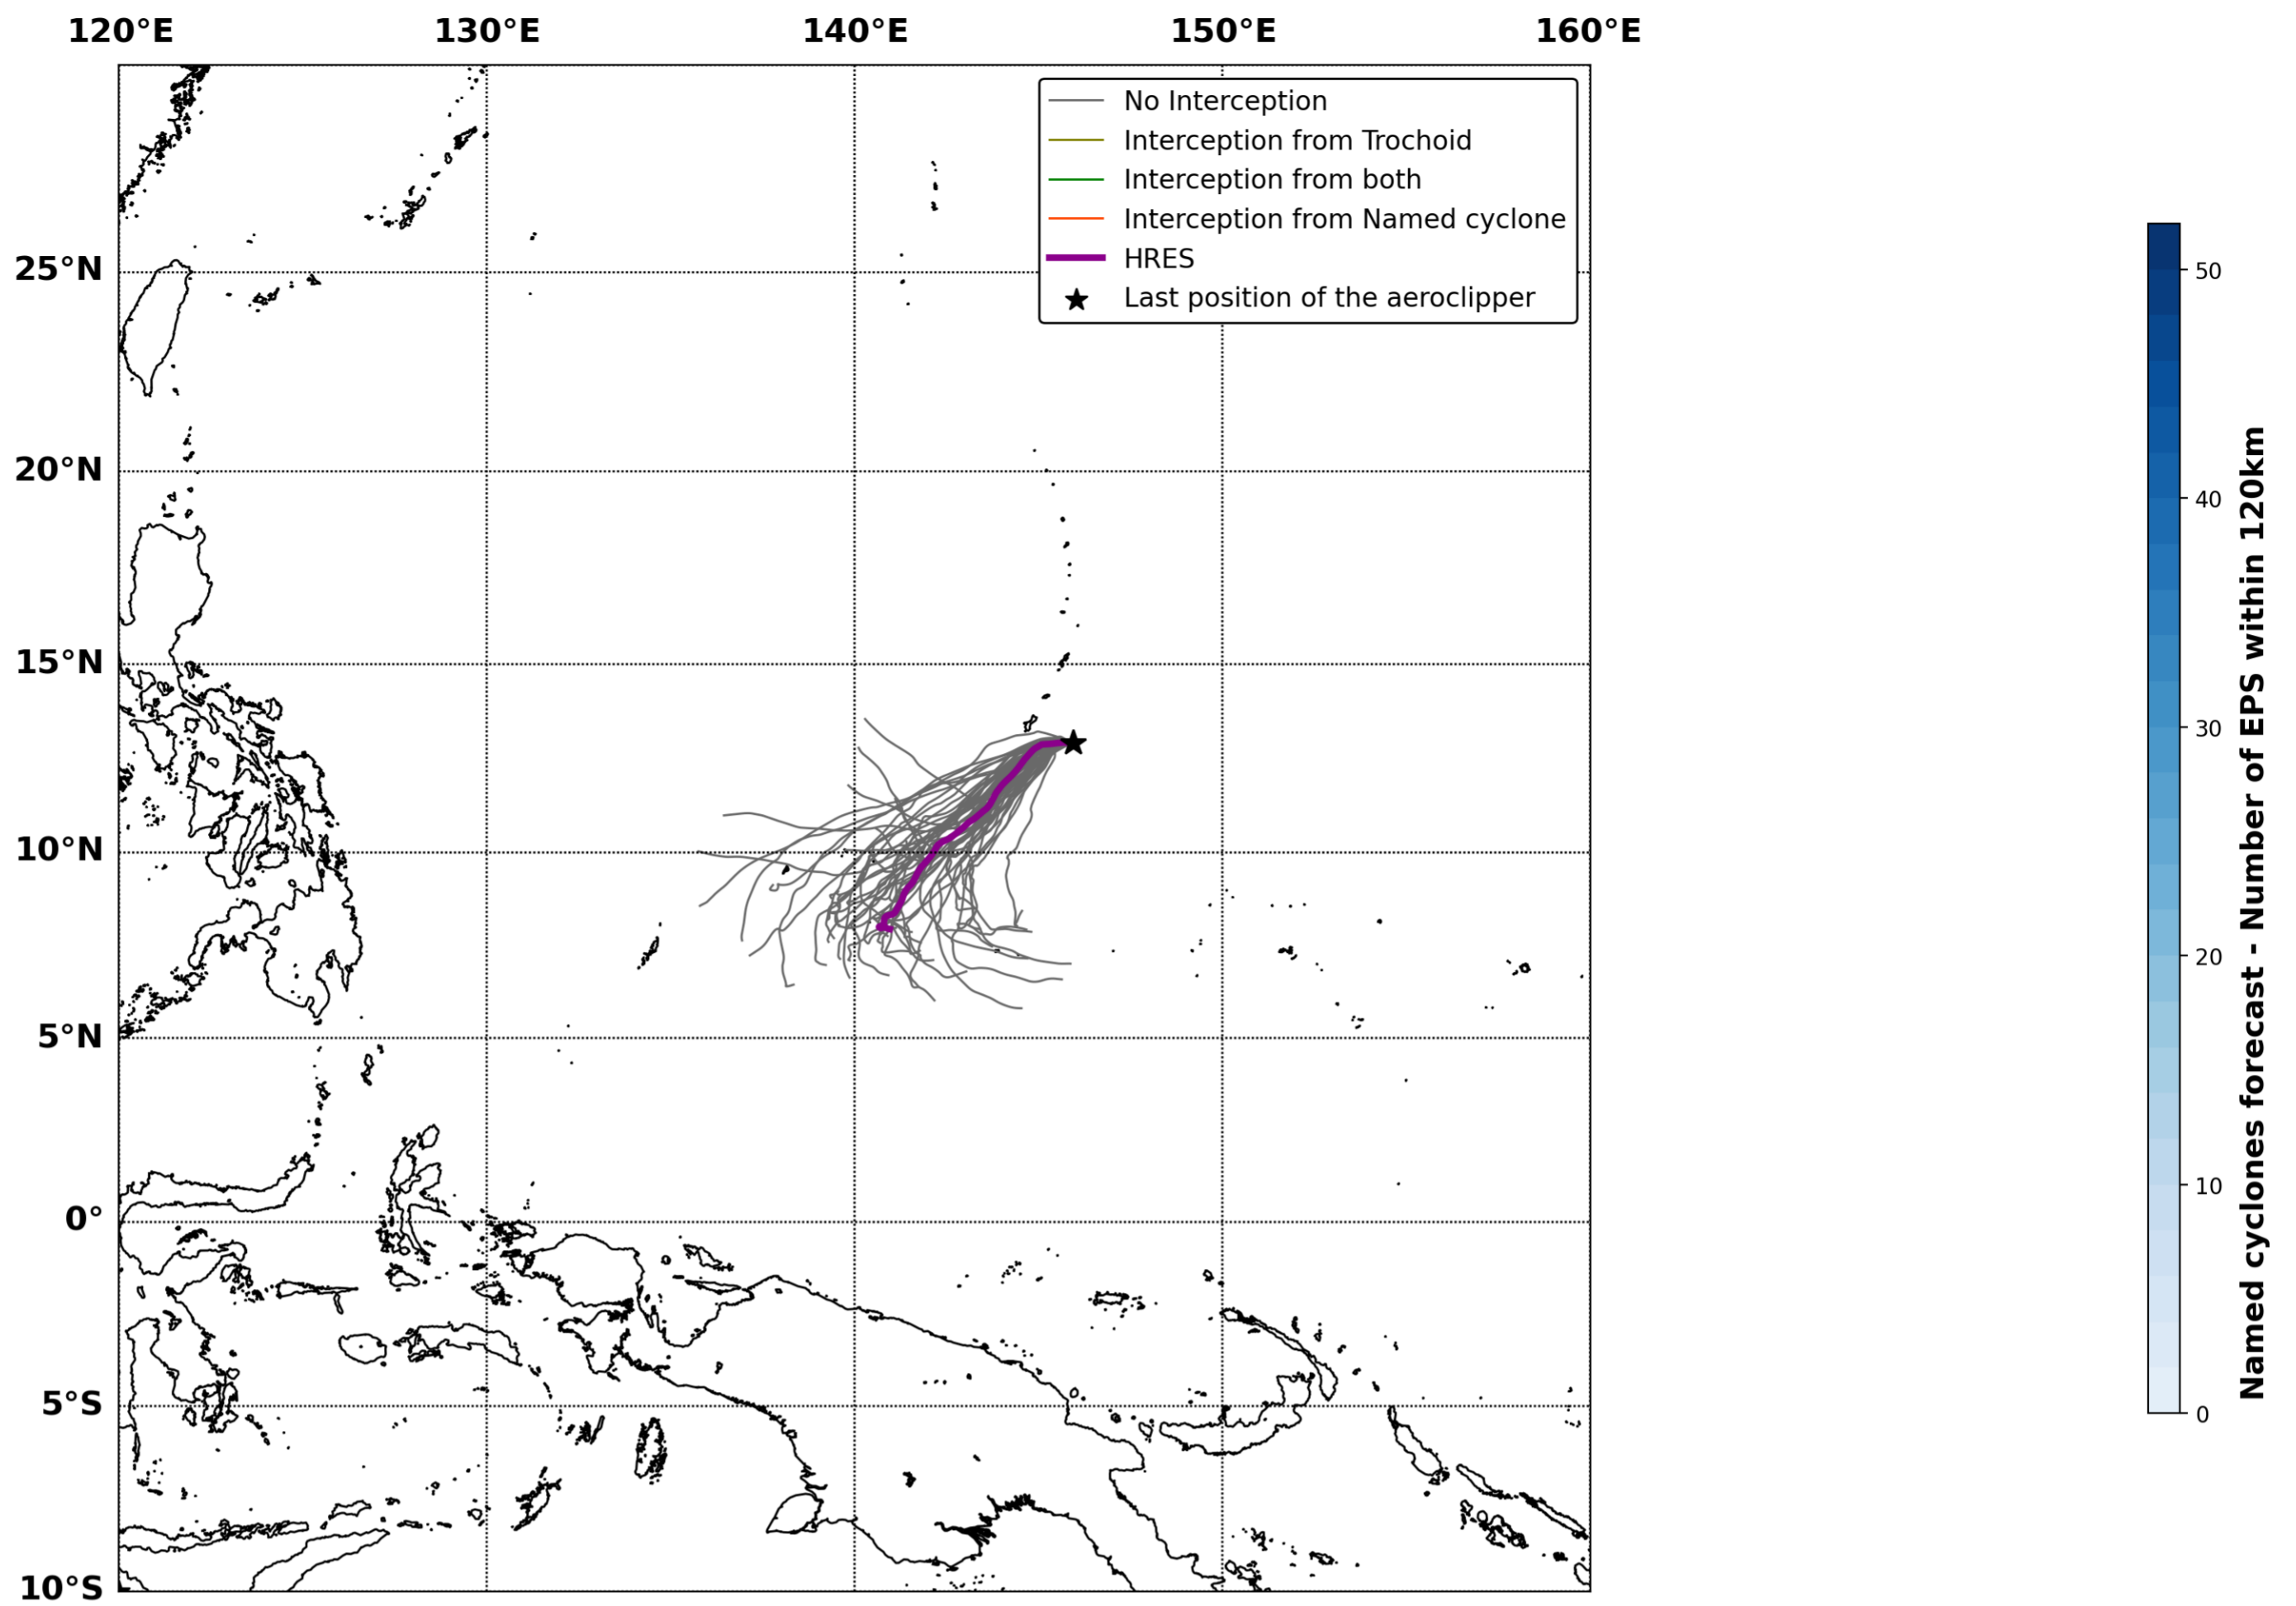 120°E 130°E 140°E 150°E 160°E
No Interception
Interception from Trochoid
Interception from both
Interception from Named cyclone
HRES
Last position of the aeroclipper
25°N
20°N
15°N
10°N
5°N
0°
5°S
10°S
50
40
30
20
10
0
Named cyclones forecast - Number of EPS within 120km